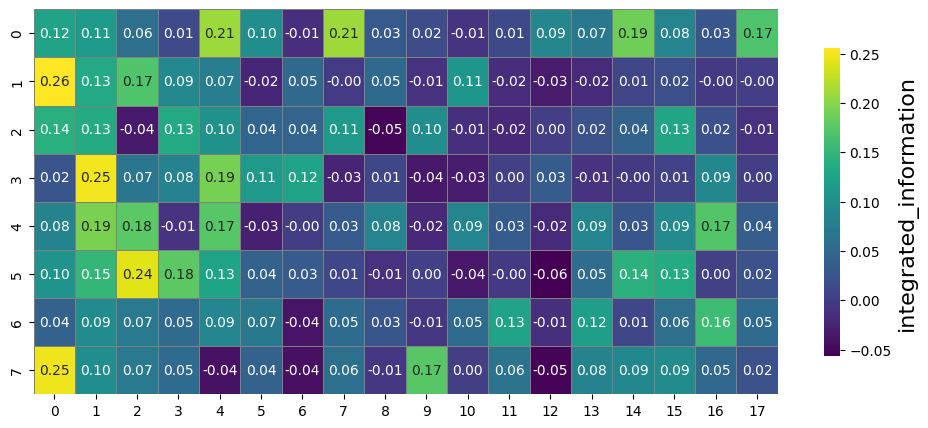 0 0.12 0.11 0.06 0.01 0.21 0.10 -0.01 0.21 0.03 0.02 -0.01 0.01 0.09 0.07 0.19 0.08 0.03 0.17
1 0.26 0.13 0.17 0.09 0.07 -0.02 0.05 -0.00 0.05 -0.01 0.11 -0.02 -0.03 -0.02 0.01 0.02 -0.00 -0.00
2 0.14 0.13 -0.04 0.13 0.10 0.04 0.04 0.11 -0.05 0.10 -0.01 -0.02 0.00 0.02 0.04 0.13 0.02 -0.01
3 0.02 0.25 0.07 0.08 0.19 0.11 0.12 -0.03 0.01 -0.04 -0.03 0.00 0.03 -0.01 -0.00 0.01 0.09 0.00
4 0.08 0.19 0.18 -0.01 0.17 -0.03 -0.00 0.03 0.08 -0.02 0.09 0.03 -0.02 0.09 0.03 0.09 0.17 0.04
5 0.10 0.15 0.24 0.18 0.13 0.04 0.03 0.01 -0.01 0.00 -0.04 -0.00 -0.06 0.05 0.14 0.13 0.00 0.02
6 0.04 0.09 0.07 0.05 0.09 0.07 -0.04 0.05 0.03 -0.01 0.05 0.13 -0.01 0.12 0.01 0.06 0.16 0.05
7 0.25 0.10 0.07 0.06 -0.04 0.04 -0.04 0.06 -0.01 0.17 0.00 0.06 -0.05 0.08 0.09 0.09 0.05 0.02
0 1 2 3 4 5 6 7 8 9 10 11 12 13 14 15 16 17
0.25
0.20
0.15
0.10
0.05
0.00
−0.05
integrated_information